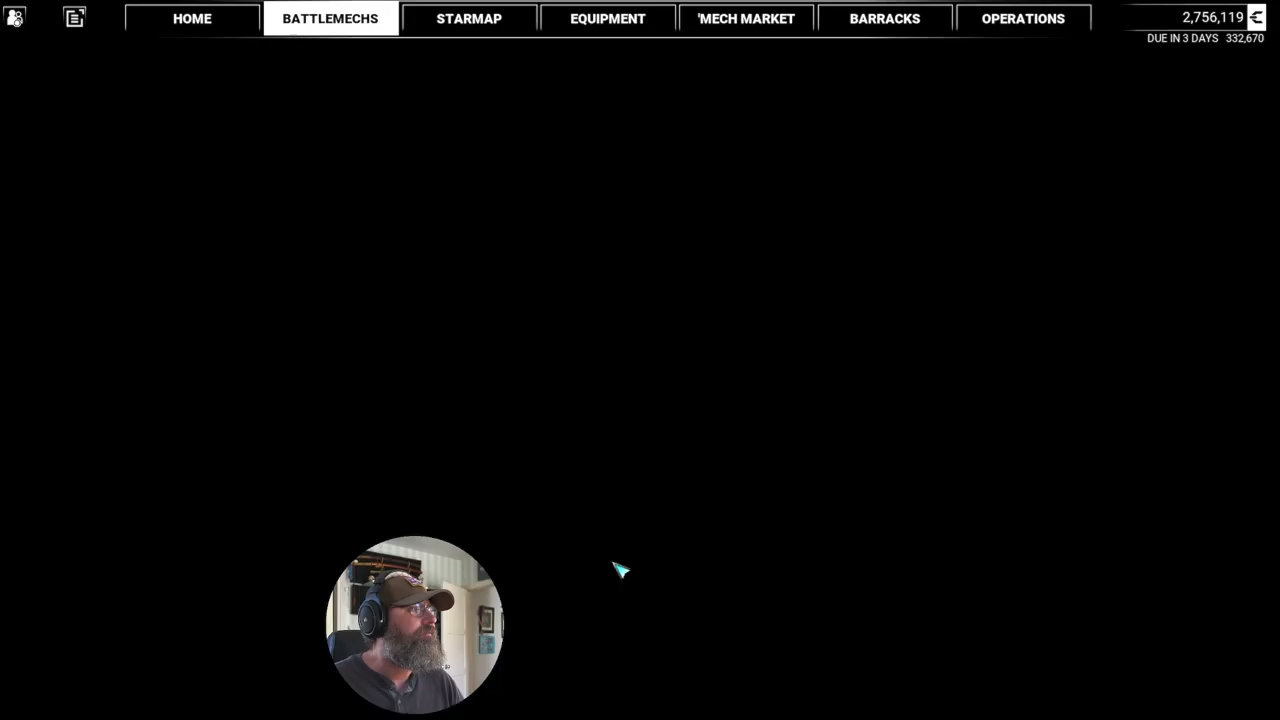 HOME
BATTLEMECHS
STARMAP
EQUIPMENT
'MECH MARKET
BARRACKS
OPERATIONS
2,756,119
DUE IN 3 DAYS 332,670